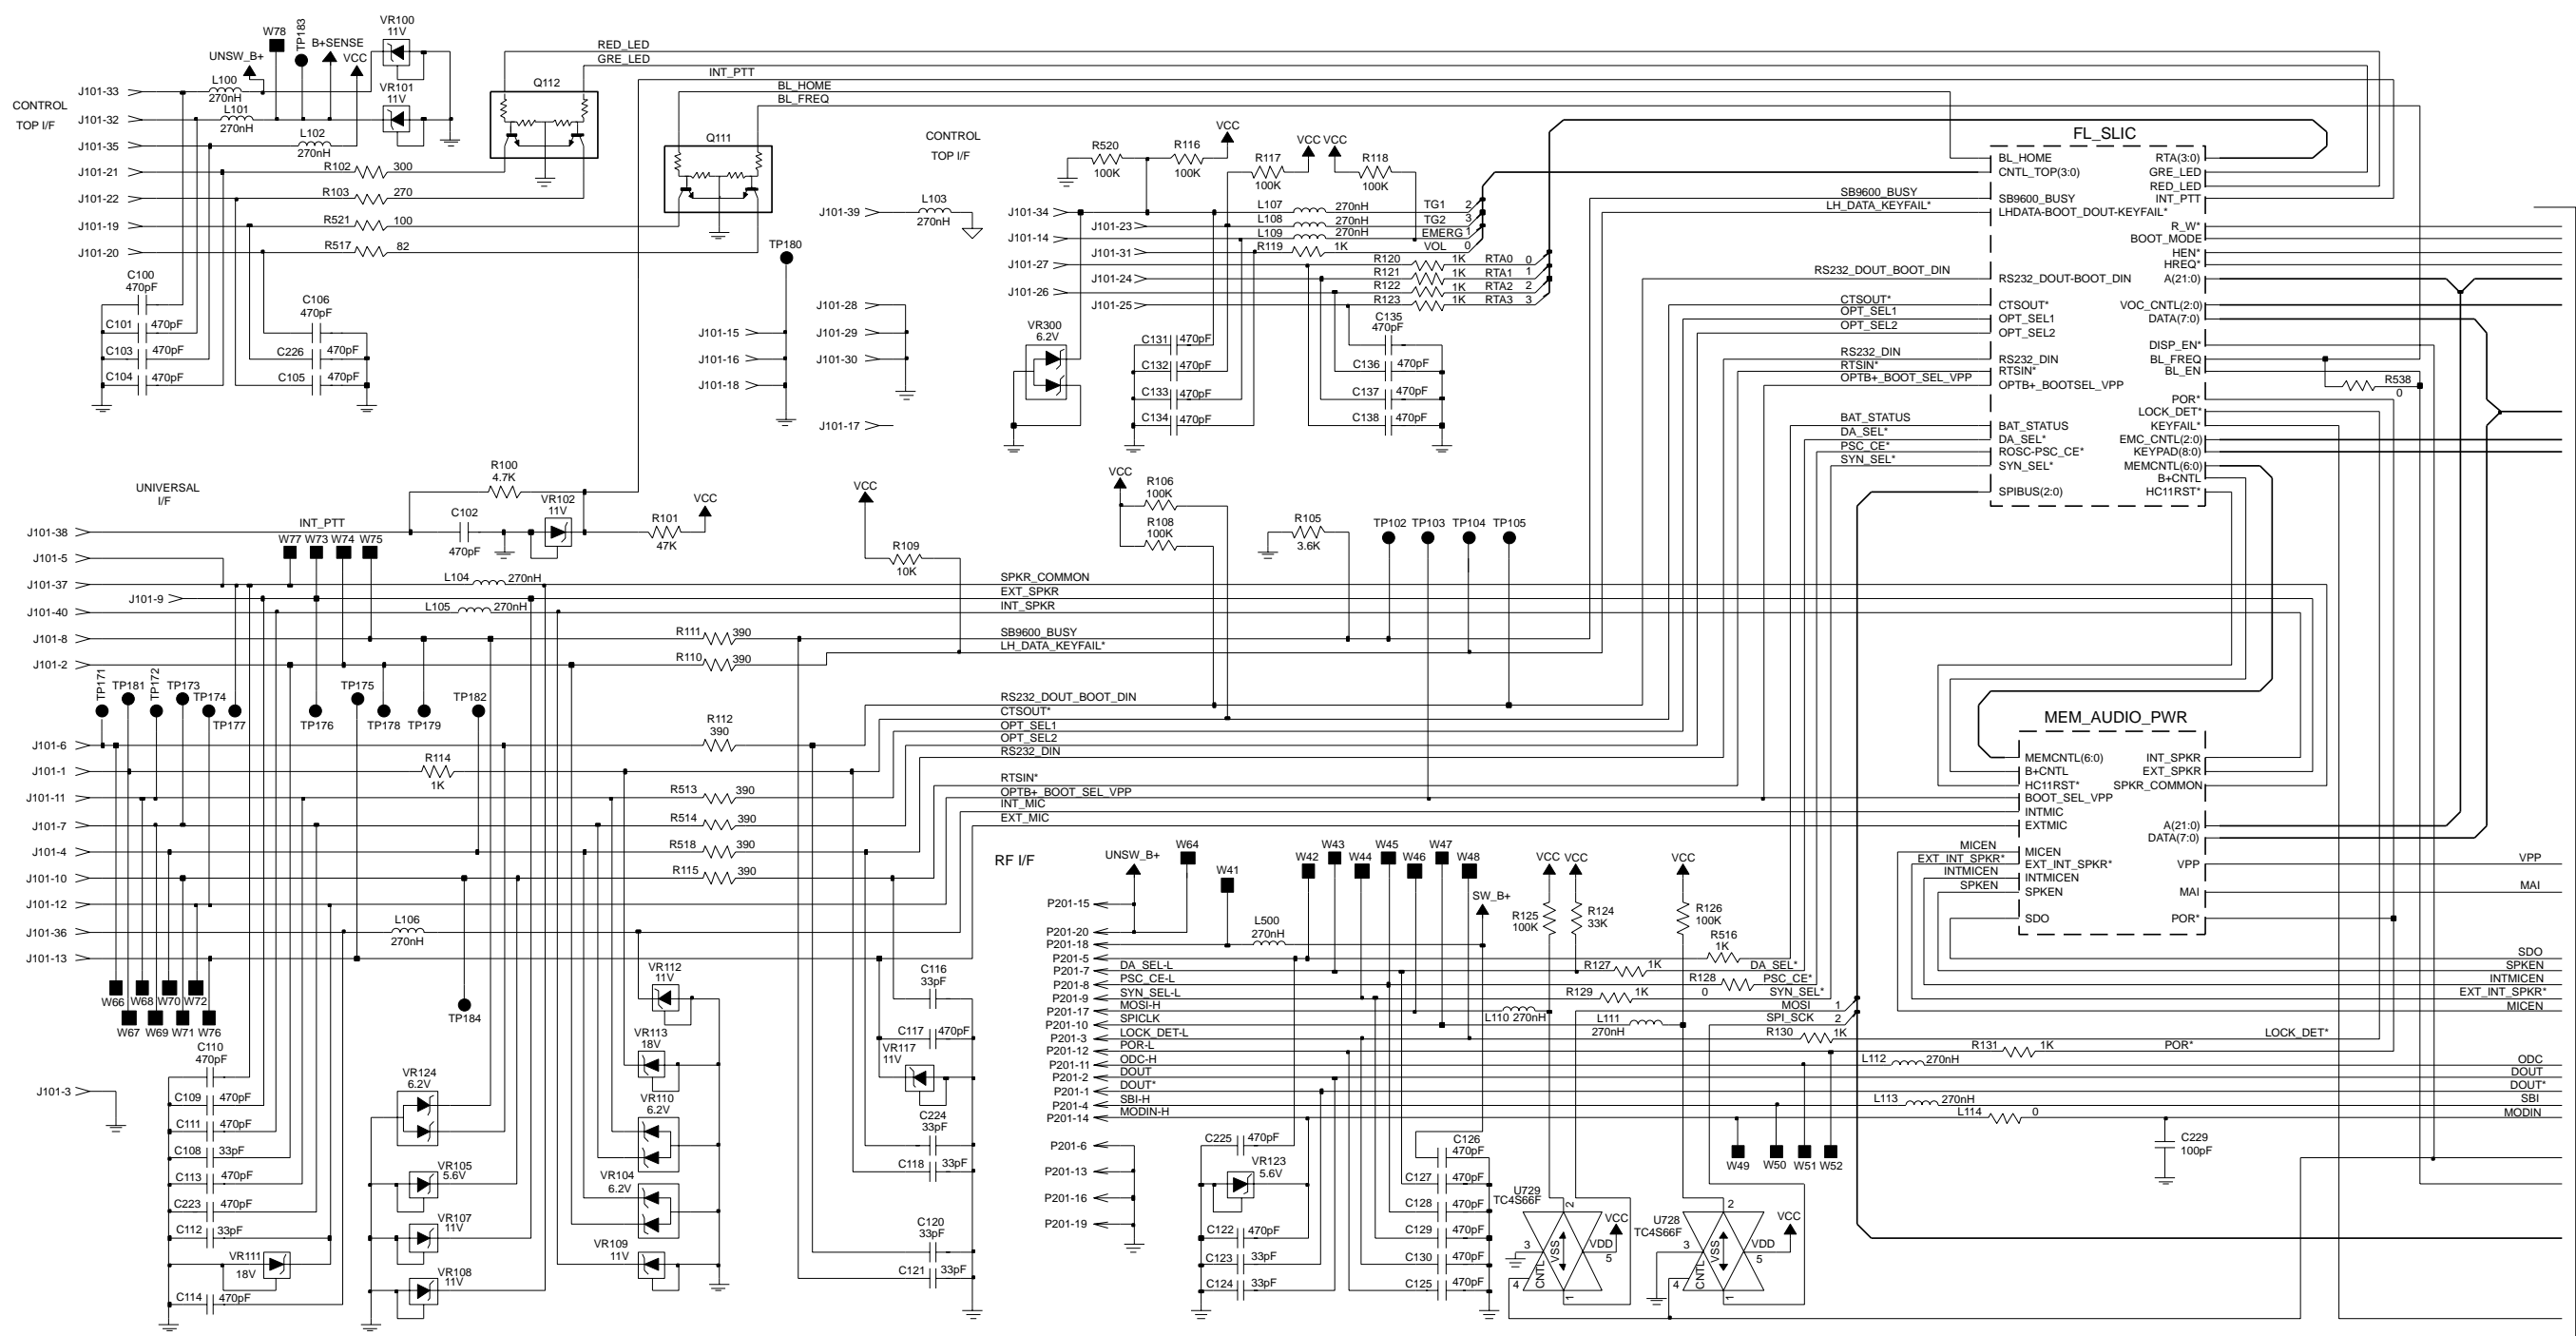 CONTROL
TOP I/F
J101-33
J101-32
J101-35
J101-21
J101-22
J101-19
J101-20
UNSW_B+
W78
TP183
B+SENSE
VCC
VR100
11V
VR101
11V
L100
270nH
L101
270nH
L102
270nH
R102 300
R103 270
R521 100
R517 82
C100
470pF
C101 470pF
C103 470pF
C104 470pF
C106
470pF
C226 470pF
C105 470pF
Q112
Q111
RED_LED
GRE_LED
INT_PTT
BL_HOME
BL_FREQ
TP180
J101-15
J101-16
J101-18
J101-39
L103
270nH
J101-28
J101-29
J101-30
J101-17
CONTROL
TOP I/F
R520
100K
R116
100K
VCC
R117
100K
VCC VCC
R118
100K
J101-34
J101-23
J101-14
J101-31
J101-27
J101-24
J101-26
J101-25
L107 270nH TG1 2
L108 270nH TG2 3
L109 270nH EMERG 1
R119 1K VOL 0
R120 1K RTA0 0
R121 1K RTA1 1
R122 1K RTA2 2
R123 1K RTA3 3
VR300
6.2V
C131 470pF
C132 470pF
C133 470pF
C134 470pF
C135
470pF
C136 470pF
C137 470pF
C138 470pF
SB9600_BUSY
LH_DATA_KEYFAIL*
RS232_DOUT_BOOT_DIN
CTSOUT*
OPT_SEL1
OPT_SEL2
RS232_DIN
RTSIN*
OPTB+_BOOT_SEL_VPP
BAT_STATUS
DA_SEL*
PSC_CE*
SYN_SEL*
FL_SLIC
BL_HOME
CNTL_TOP(3:0)
SB9600_BUSY
LHDATA-BOOT_DOUT-KEYFAIL*
RS232_DOUT-BOOT_DIN
CTSOUT*
OPT_SEL1
OPT_SEL2
RS232_DIN
RTSIN*
OPTB+_BOOTSEL_VPP
BAT_STATUS
DA_SEL*
ROSC-PSC_CE*
SYN_SEL*
SPIBUS(2:0)
RTA(3:0)
GRE_LED
RED_LED
INT_PTT
R_W*
BOOT_MODE
HEN*
HREQ*
A(21:0)
VOC_CNTL(2:0)
DATA(7:0)
DISP_EN*
BL_FREQ
BL_EN
POR*
LOCK_DET*
KEYFAIL*
EMC_CNTL(2:0)
KEYPAD(8:0)
MEMCNTL(6:0)
B+CNTL
HC11RST*
R538
0
UNIVERSAL
I/F
J101-38
J101-5
J101-37
J101-9
J101-40
J101-8
J101-2
J101-6
J101-1
J101-11
J101-7
J101-4
J101-10
J101-12
J101-36
J101-13
J101-3
INT_PTT
R100
4.7K
C102
470pF
VR102
11V
R101
47K
VCC
VCC
R109
10K
VCC
R106
100K
R108
100K
R105
3.6K
TP102 TP103 TP104 TP105
W77 W73 W74 W75
L104 270nH
L105 270nH
SPKR_COMMON
EXT_SPKR
INT_SPKR
R111 390
R110 390
SB9600_BUSY
LH_DATA_KEYFAIL*
TP171
TP181
TP172
TP173
TP174
TP177
TP176
TP175
TP178
TP179
TP182
R112
390
R114
1K
R513 390
R514 390
R518 390
R115 390
RS232_DOUT_BOOT_DIN
CTSOUT*
OPT_SEL1
OPT_SEL2
RS232_DIN
RTSIN*
OPTB+_BOOT_SEL_VPP
INT_MIC
EXT_MIC
L106
270nH
W66 W68 W70 W72
W67 W69 W71 W76
TP184
C110
470pF
C109 470pF
C111 470pF
C108 33pF
C113 470pF
C223 470pF
C112 33pF
VR111
18V
C114 470pF
VR124
6.2V
VR105
5.6V
VR107
11V
VR108
11V
VR112
11V
VR113
18V
VR110
6.2V
VR104
6.2V
VR109
11V
C116
33pF
C117 470pF
VR117
11V
C224
33pF
C118 33pF
C120
33pF
C121 33pF
RF I/F
UNSW_B+
W64
W41
W42
W43
W44
W45
W46
W47
W48
SW_B+
L500
270nH
P201-15
P201-20
P201-18
P201-5
P201-7
P201-8
P201-9
P201-17
P201-10
P201-3
P201-12
P201-11
P201-2
P201-1
P201-4
P201-14
P201-6
P201-13
P201-16
P201-19
DA_SEL-L
PSC_CE-L
SYN_SEL-L
MOSI-H
SPICLK
LOCK_DET-L
POR-L
ODC-H
DOUT
DOUT*
SBI-H
MODIN-H
VCC VCC
R125
100K
R124
33K
VCC
R126
100K
R516
1K
R127 1K DA_SEL*
R128 0 PSC_CE*
R129 1K SYN_SEL*
L110 270nH MOSI 1
L111
270nH
SPI_SCK 2
R130 1K LOCK_DET*
R131 1K POR*
L112 270nH
L113 270nH
L114 0
C225 470pF
VR123
5.6V
C122 470pF
C123 33pF
C124 33pF
C126
470pF
C127 470pF
C128 470pF
C129 470pF
C130 470pF
C125 470pF
U729
TC4S66F
2
3
VSS
VDD
5
CNTL
4
1
VCC
U728
TC4S66F
2
3
VSS
VDD
5
CNTL
4
1
VCC
W49 W50 W51 W52
C229
100pF
MEM_AUDIO_PWR
MEMCNTL(6:0)
B+CNTL
HC11RST*
BOOT_SEL_VPP
INTMIC
EXTMIC
MICEN
EXT_INT_SPKR*
INTMICEN
SPKEN
SDO
INT_SPKR
EXT_SPKR
SPKR_COMMON
A(21:0)
DATA(7:0)
VPP
MAI
POR*
MICEN
EXT_INT_SPKR*
INTMICEN
SPKEN
VPP
MAI
SDO
SPKEN
INTMICEN
EXT_INT_SPKR*
MICEN
ODC
DOUT
DOUT*
SBI
MODIN